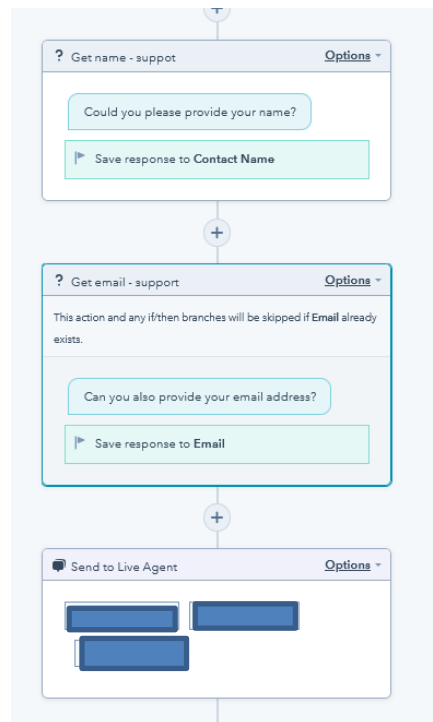 ? Get name - suppot Options
Could you please provide your name?
Save response to Contact Name
+
? Get email - support Options
This action and any if/then branches will be skipped if Email already
exists.
Can you also provide your email address?
Save response to Email
+
Send to Live Agent Options